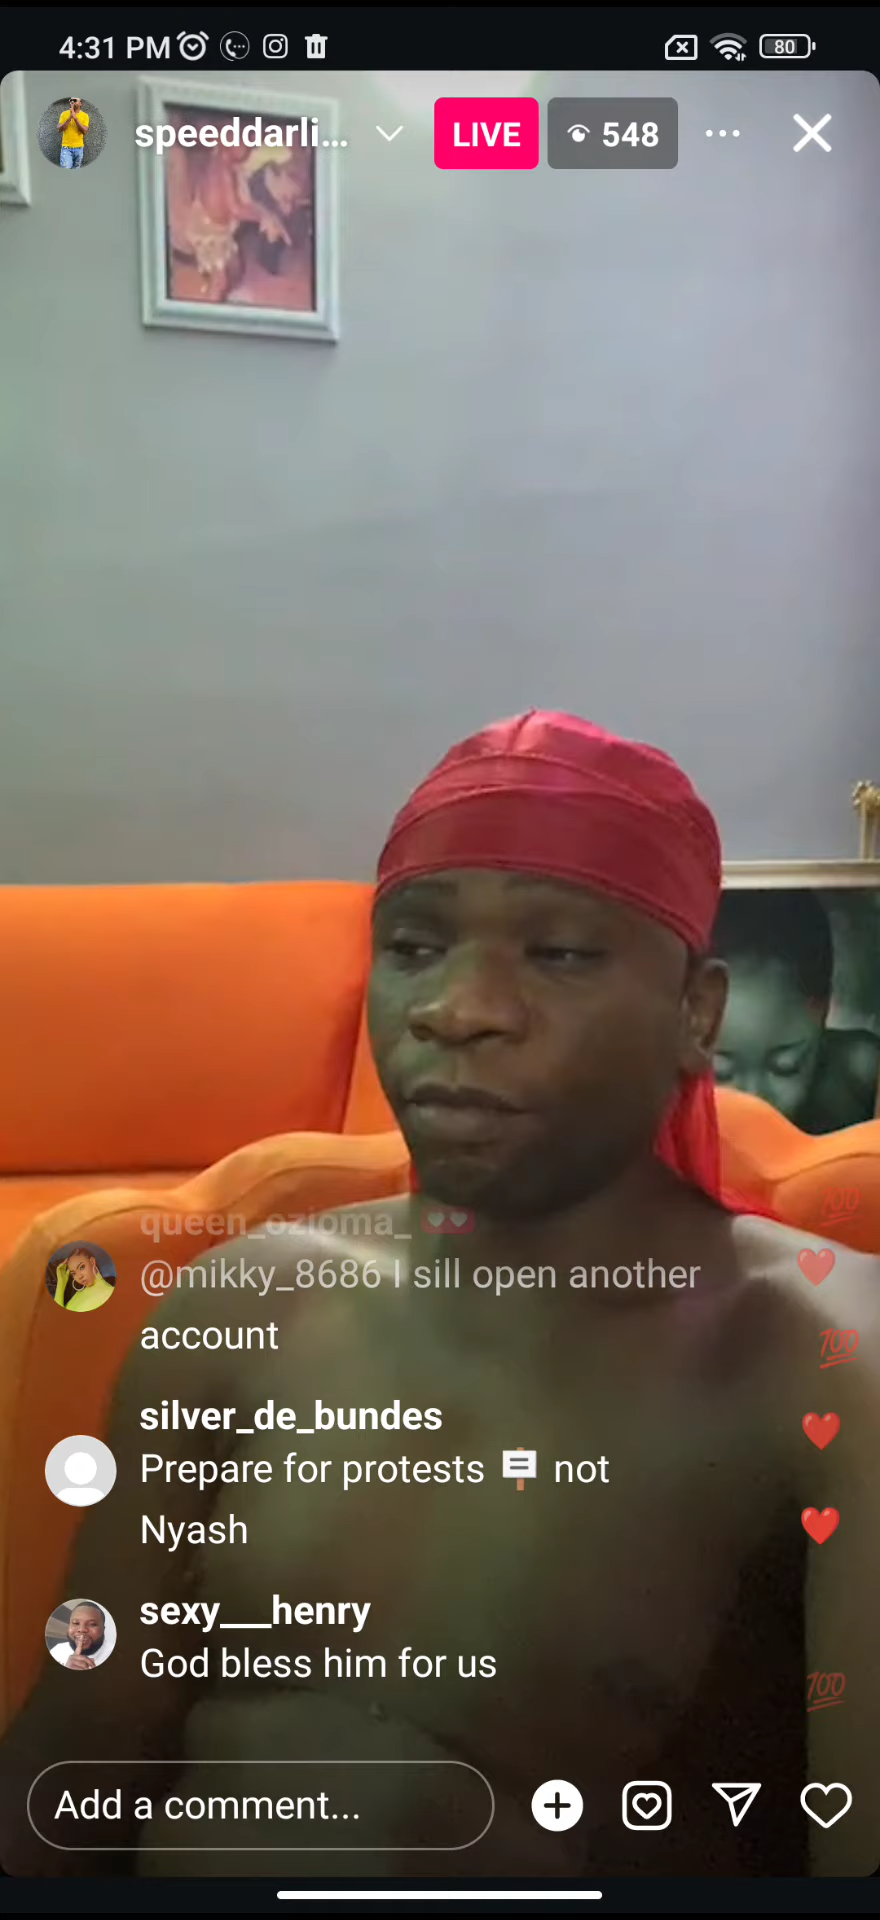 4:31 PM
80
speeddarli...
LIVE
548
queen_ozioma_
@mikky_8686 I sill open another
account
silver_de_bundes
Prepare for protests 🪧 not
Nyash
sexy___henry
God bless him for us
Add a comment...